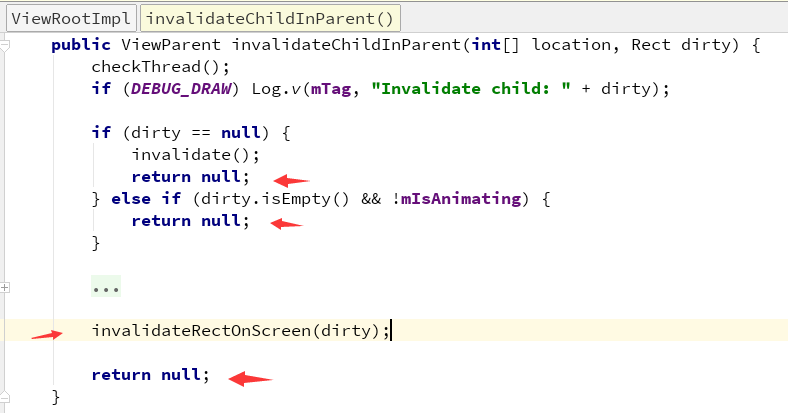 ViewRootImpl invalidateChildInParent()
public ViewParent invalidateChildInParent(int[] location, Rect dirty) {
checkThread();
if (DEBUG_DRAW) Log.v(mTag, "Invalidate child: " + dirty);
if (dirty == null) {
invalidate();
return null;
} else if (dirty.isEmpty() && !mIsAnimating) {
return null;
}
...
invalidateRectOnScreen(dirty);
return null;
}